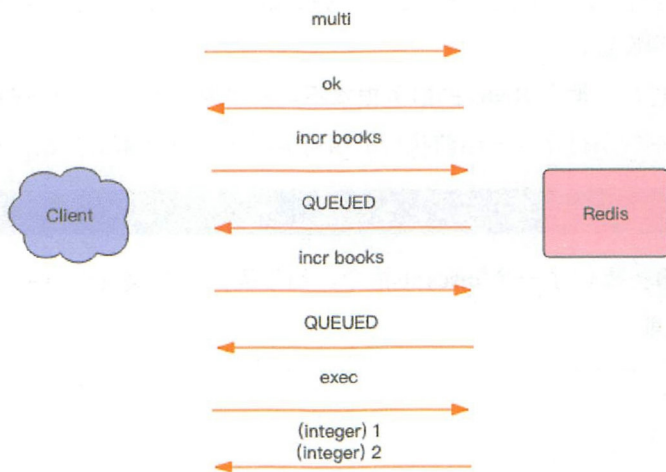 multi
ok
incr books
Client
QUEUED
Redis
incr books
QUEUED
exec
(integer) 1
(integer) 2